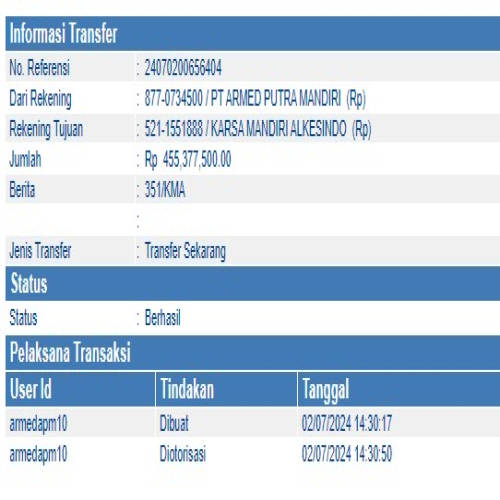 Informasi Transfer
No. Referensi : 24070200656404
Dari Rekening : 877-0734500 / PT ARMED PUTRA MANDIRI (Rp)
Rekening Tujuan : 521-1551888 / KARSA MANDIRI ALKESINDO (Rp)
Jumlah : Rp 455,377,500.00
Berita : 351/KMA
:
Jenis Transfer : Transfer Sekarang
Status
Status : Berhasil
Pelaksana Transaksi
User Id Tindakan Tanggal
armedapm10 Dibuat 02/07/2024 14:30:17
armedapm10 Diotorisasi 02/07/2024 14:30:50